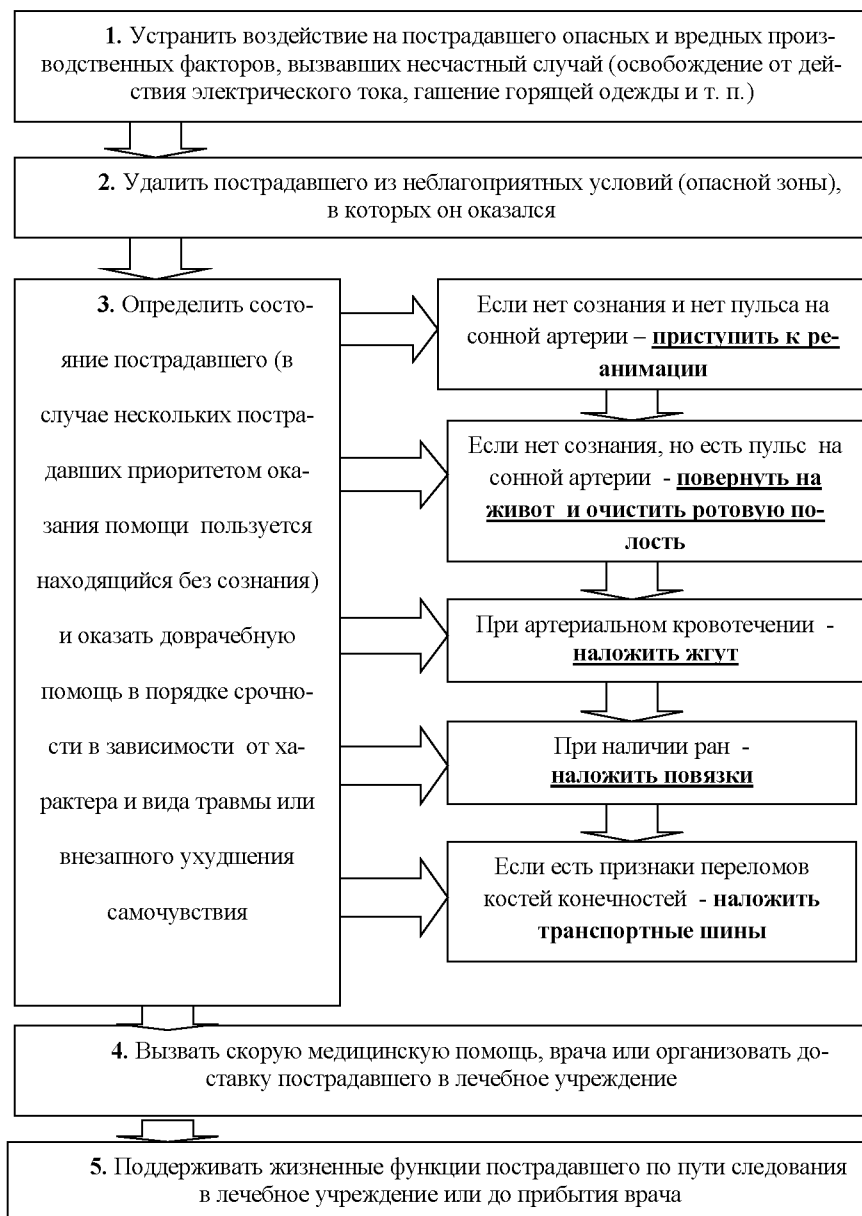 1. Устранить воздействие на пострадавшего опасных и вредных произ-
водственных факторов, вызвавших несчастный случай (освобождение от дей-
ствия электрического тока, гашение горящей одежды и т. п.)
2. Удалить пострадавшего из неблагоприятных условий (опасной зоны),
в которых он оказался
3. Определить состо-
яние пострадавшего (в
случае нескольких постра-
давших приоритетом ока-
зания помощи пользуется
находящийся без сознания)
и оказать доврачебную
помощь в порядке срочно-
сти в зависимости от ха-
рактера и вида травмы или
внезапного ухудшения
самочувствия
Если нет сознания и нет пульса на
сонной артерии – приступить к ре-
анимации
Если нет сознания, но есть пульс на
сонной артерии - повернуть на
живот и очистить ротовую по-
лость
При артериальном кровотечении -
наложить жгут
При наличии ран -
наложить повязки
Если есть признаки переломов
костей конечностей - наложить
транспортные шины
4. Вызвать скорую медицинскую помощь, врача или организовать до-
ставку пострадавшего в лечебное учреждение
5. Поддерживать жизненные функции пострадавшего по пути следования
в лечебное учреждение или до прибытия врача